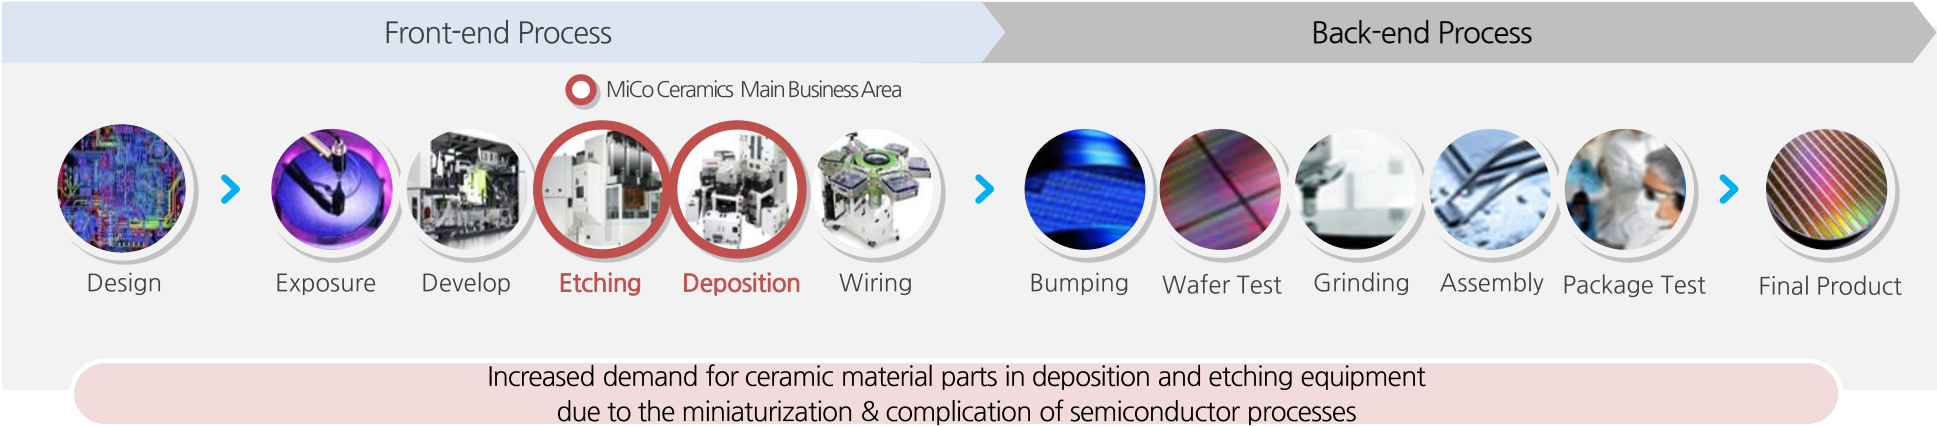 Front-end Process
Back-end Process
MiCo Ceramics Main Business Area
Design
Exposure
Develop
Etching
Deposition
Wiring
Bumping
Wafer Test
Grinding
Assembly
Package Test
Final Product
Increased demand for ceramic material parts in deposition and etching equipment
due to the miniaturization & complication of semiconductor processes